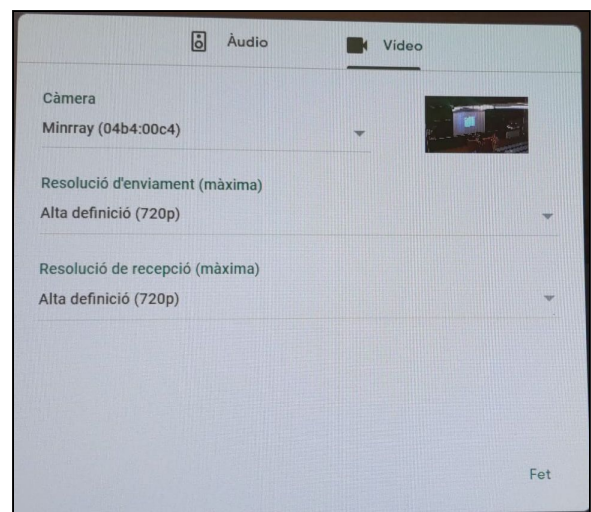 Àudio
Vídeo
Càmera
Minrray (04b4:00c4)
Resolució d'enviament (màxima)
Alta definició (720p)
Resolució de recepció (màxima)
Alta definició (720p)
Fet